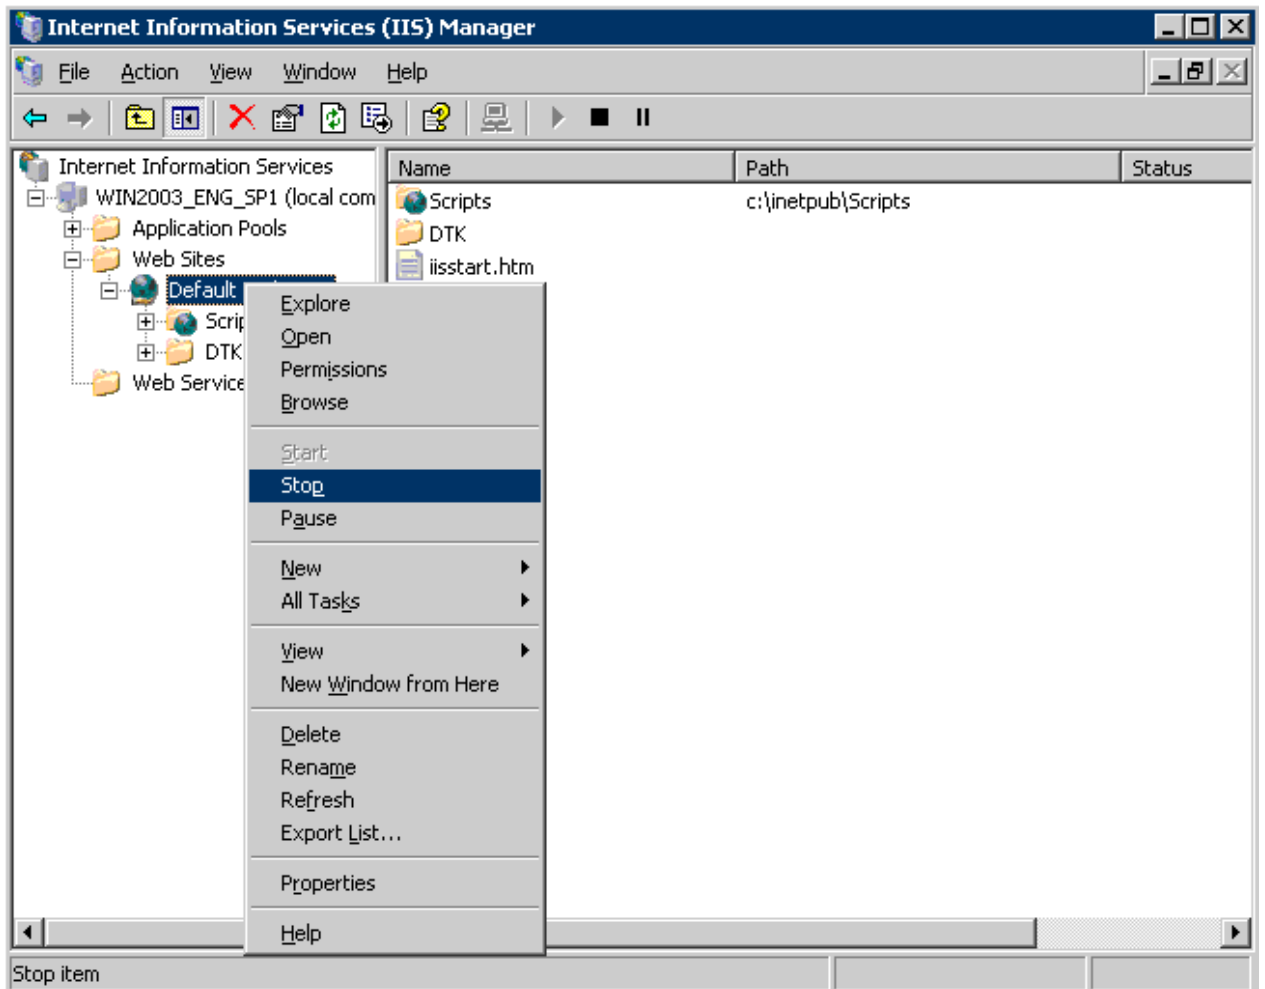 Internet Information Services (IIS) Manager
File Action View Window Help
Internet Information Services
WIN2003_ENG_SP1 (local com
Application Pools
Web Sites
Default
DTK
Web Service
Name Path Status
Scripts c:\inetpub\Scripts
DTK
iisstart.htm
Explore
Open
Permissions
Browse
Start
Stop
Pause
New
All Tasks
View
New Window from Here
Delete
Rename
Refresh
Export List...
Properties
Help
Stop item